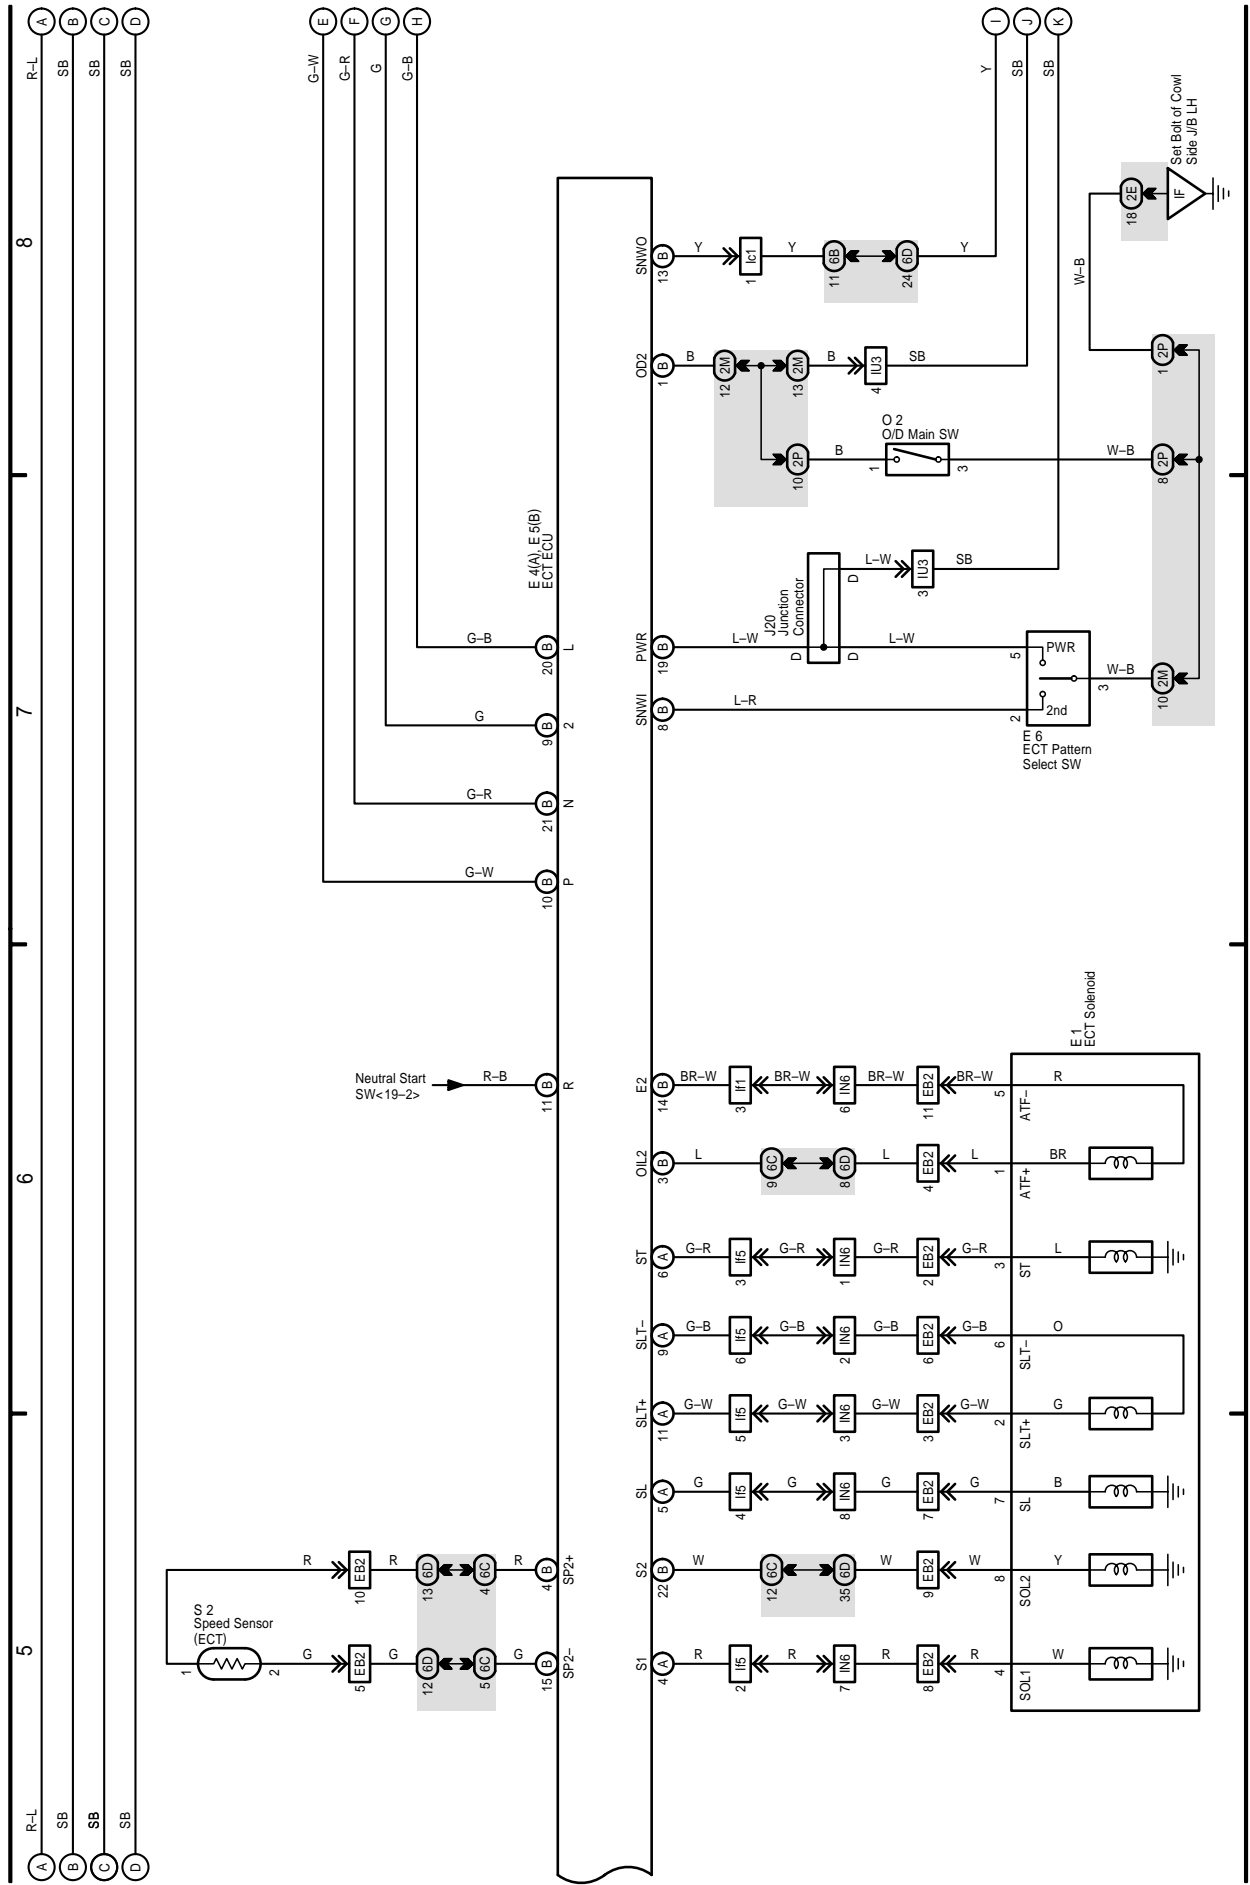 A
B
C
D
E
F
G
H
I
J
K
R–L
SB
SB
SB
G–W
G–R
G
G–B
Y
SB
SB
8
7
6
5
Set Bolt of Cowl
Side J/B LH
18
2E
IF
W–B
SNWO
13
B
Y
1
Ic1
Y
11
6B
24
6D
Y
OD2
1
B
B
12
2M
13
2M
B
4
IU3
SB
10
2P
B
O 2
O/D Main SW
1
3
W–B
8
2P
1
2P
E 4(A), E 5(B)
ECT ECU
J20
Junction
Connector
D
D
D
L–W
3
IU3
SB
G–B
20
B
L
PWR
19
B
L–W
L–W
5
PWR
2nd
2
3
W–B
10
2M
SNWI
8
B
L–R
E 6
ECT Pattern
Select SW
G
9
B
2
G–R
21
B
N
G–W
10
B
P
Neutral Start
SW<19–2>
R–B
11
B
R
E 1
ECT Solenoid
E2
14
B
BR–W
3
If1
BR–W
6
IN6
BR–W
11
EB2
BR–W
5
ATF–
R
OIL2
3
B
L
9
6C
8
6D
L
4
EB2
L
1
ATF+
BR
ST
6
A
G–R
3
If5
G–R
1
IN6
G–R
2
EB2
G–R
3
ST
L
SLT–
9
A
G–B
6
If5
G–B
2
IN6
G–B
6
EB2
G–B
6
SLT–
O
SLT+
11
A
G–W
5
If5
G–W
3
IN6
G–W
3
EB2
G–W
2
SLT+
G
SL
5
A
G
4
If5
G
8
IN6
G
7
EB2
G
7
SL
B
R
10
EB2
R
13
6D
4
6C
R
4
B
SP2+
S2
22
B
W
12
6C
35
6D
W
9
EB2
W
8
SOL2
Y
S 2
Speed Sensor
(ECT)
1
2
G
5
EB2
G
12
6D
5
6C
G
15
B
SP2–
S1
4
A
R
2
If5
R
7
IN6
R
8
EB2
R
4
SOL1
W
R–L
SB
SB
SB
A
B
C
D